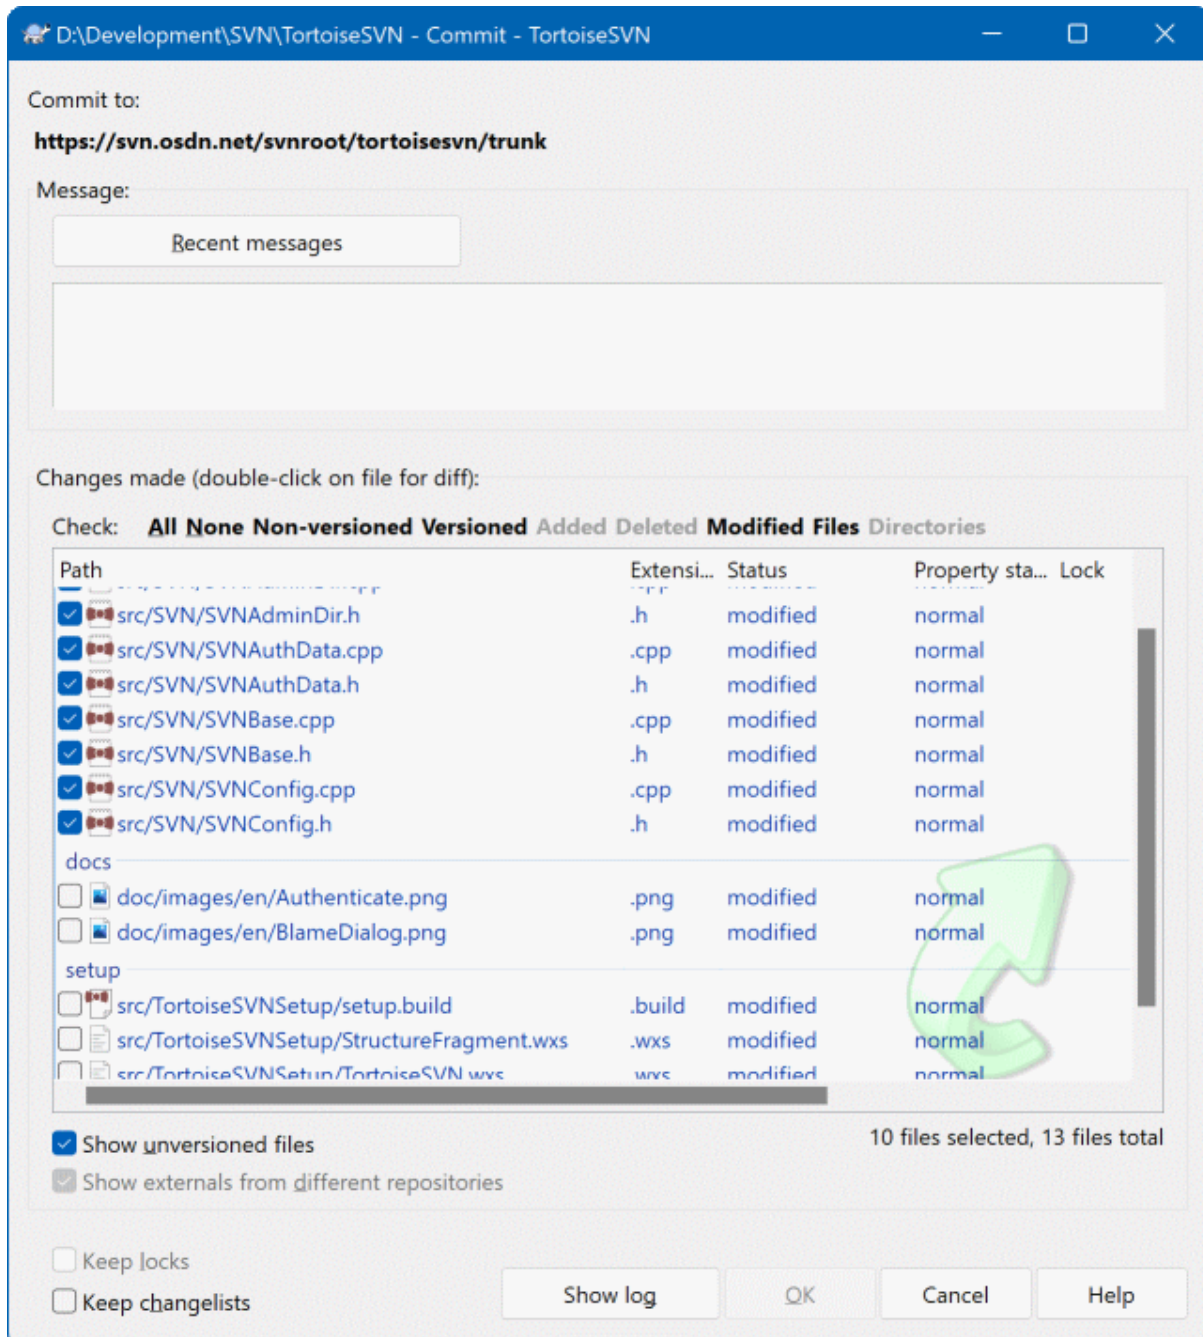 D:\Development\SVN\TortoiseSVN - Commit - TortoiseSVN
Commit to:
https://svn.osdn.net/svnroot/tortoisesvn/trunk
Message:
Recent messages
Changes made (double-click on file for diff):
Check: All None Non-versioned Versioned Added Deleted Modified Files Directories
Path Extensi... Status Property sta... Lock
src/SVN/SVNAdminDir.h .h modified normal
src/SVN/SVNAuthData.cpp .cpp modified normal
src/SVN/SVNAuthData.h .h modified normal
src/SVN/SVNBase.cpp .cpp modified normal
src/SVN/SVNBase.h .h modified normal
src/SVN/SVNConfig.cpp .cpp modified normal
src/SVN/SVNConfig.h .h modified normal
docs
doc/images/en/Authenticate.png .png modified normal
doc/images/en/BlameDialog.png .png modified normal
setup
src/TortoiseSVNSetup/setup.build .build modified normal
src/TortoiseSVNSetup/StructureFragment.wxs .wxs modified normal
src/TortoiseSVNSetup/TortoiseSVN.wxs .wxs modified normal
Show unversioned files
10 files selected, 13 files total
Show externals from different repositories
Keep locks
Keep changelists
Show log OK Cancel Help